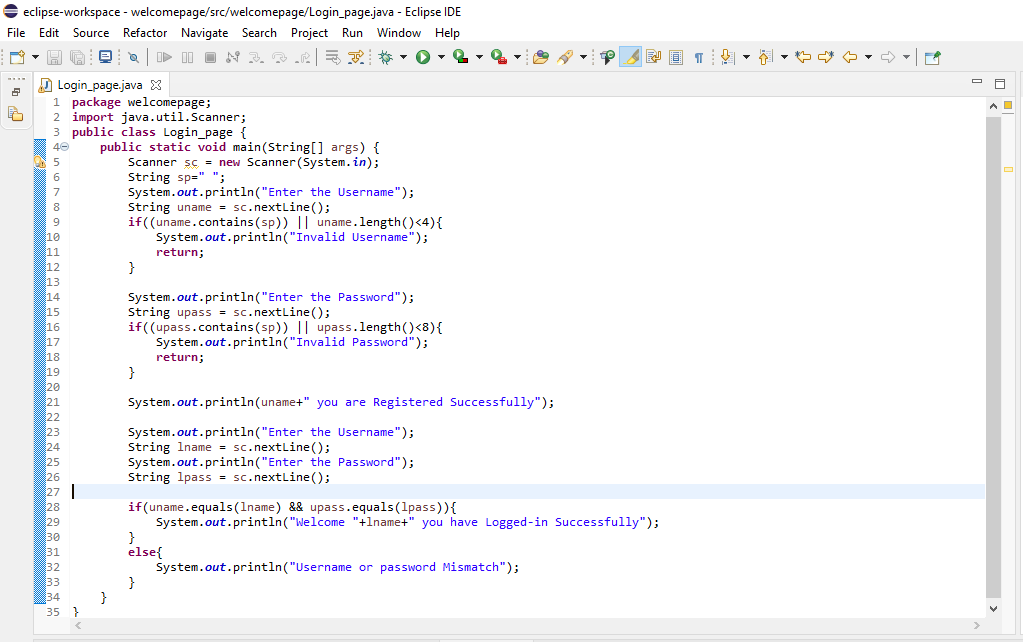 eclipse-workspace - welcomepage/src/welcomepage/Login_page.java - Eclipse IDE
File Edit Source Refactor Navigate Search Project Run Window Help
Login_page.java
1 package welcomepage;
2 import java.util.Scanner;
3 public class Login_page {
4 public static void main(String[] args) {
5 Scanner sc = new Scanner(System.in);
6 String sp=" ";
7 System.out.println("Enter the Username");
8 String uname = sc.nextLine();
9 if((uname.contains(sp)) || uname.length()<4){
10 System.out.println("Invalid Username");
11 return;
12 }
13
14 System.out.println("Enter the Password");
15 String upass = sc.nextLine();
16 if((upass.contains(sp)) || upass.length()<8){
17 System.out.println("Invalid Password");
18 return;
19 }
20
21 System.out.println(uname+" you are Registered Successfully");
22
23 System.out.println("Enter the Username");
24 String lname = sc.nextLine();
25 System.out.println("Enter the Password");
26 String lpass = sc.nextLine();
27
28 if(uname.equals(lname) && upass.equals(lpass)){
29 System.out.println("Welcome "+lname+" you have Logged-in Successfully");
30 }
31 else{
32 System.out.println("Username or password Mismatch");
33 }
34 }
35 }